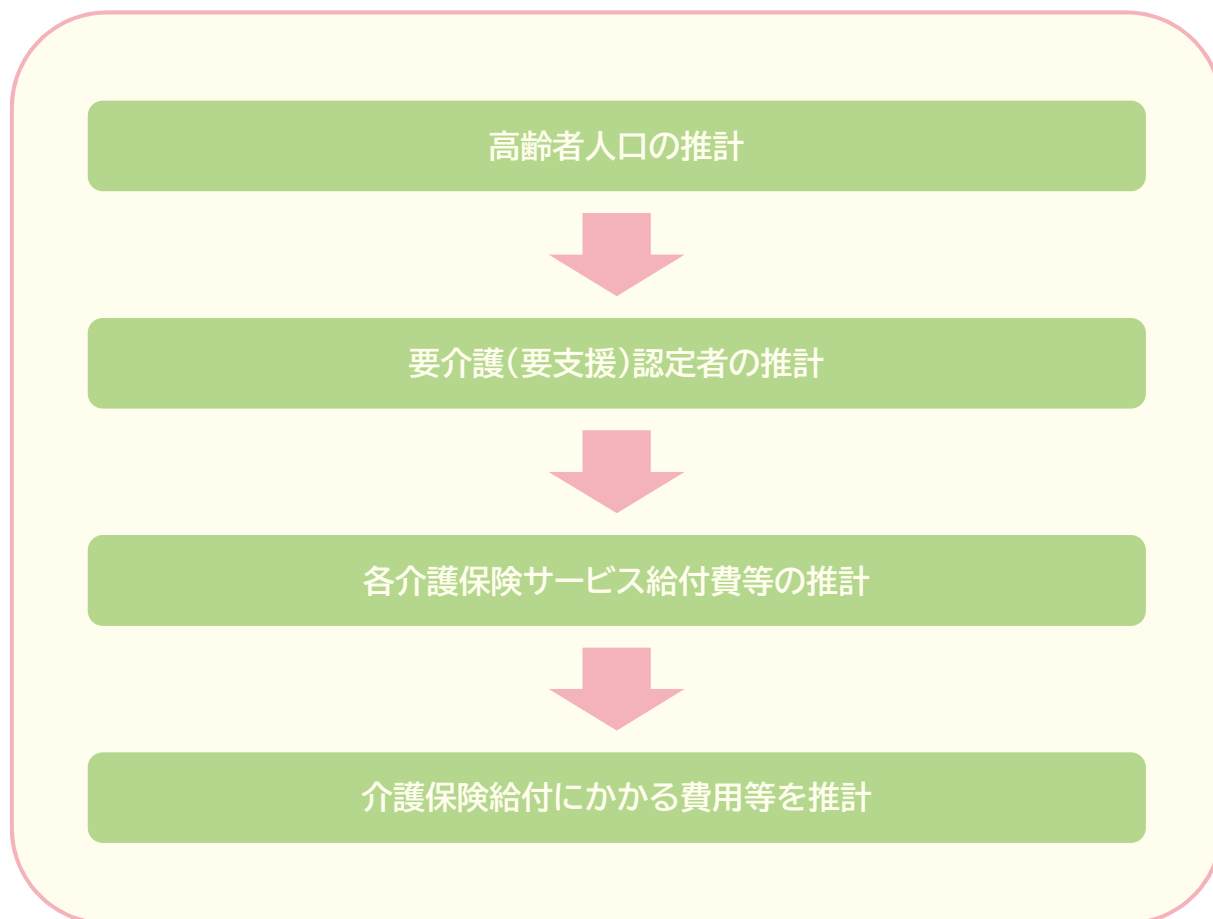 高齢者人口の推計
要介護(要支援)認定者の推計
各介護保険サービス給付費等の推計
介護保険給付にかかる費用等を推計